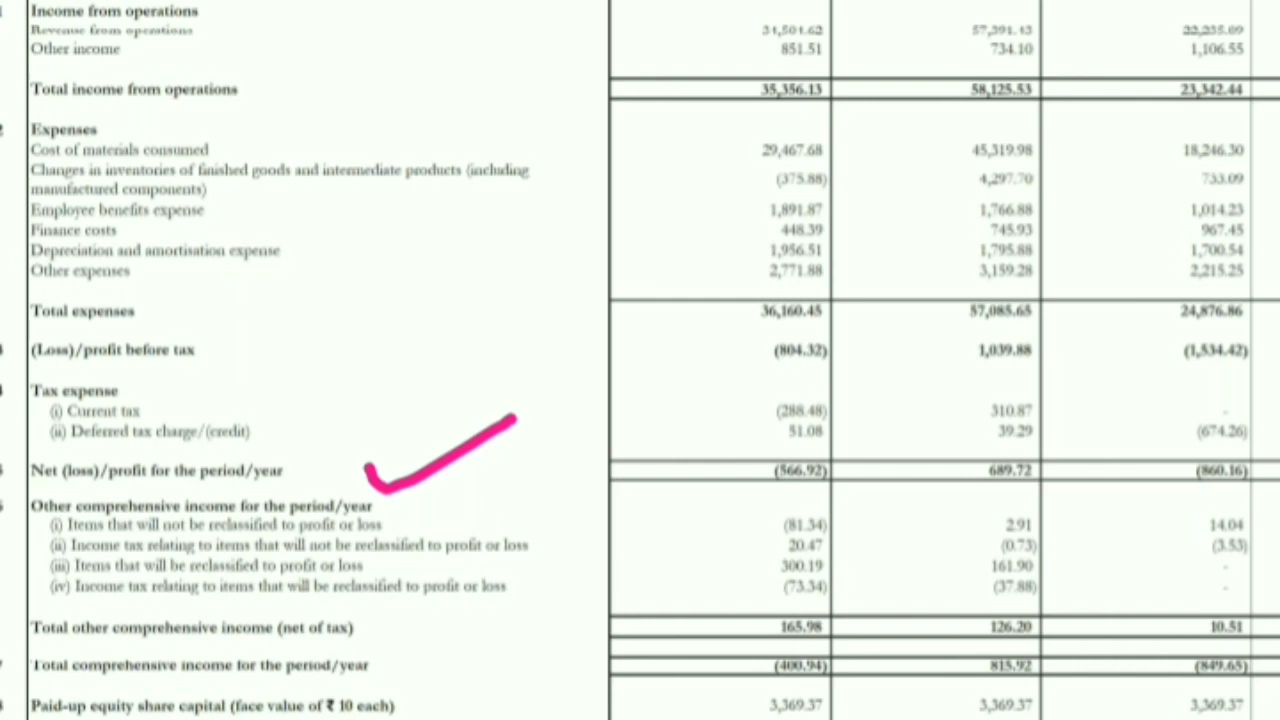 Income from operations
Revenue from operations 34,504.62 57,391.43 22,235.89
Other income 851.51 734.10 1,106.55
Total income from operations 35,356.13 58,125.53 23,342.44
Expenses
Cost of materials consumed 29,467.68 45,319.98 18,246.30
Changes in inventories of finished goods and intermediate products (including
manufactured components) (375.88) 4,297.70 733.09
Employee benefits expense 1,891.87 1,766.88 1,014.23
Finance costs 448.39 745.93 967.45
Depreciation and amortisation expense 1,956.51 1,795.88 1,700.54
Other expenses 2,771.88 3,159.28 2,215.25
Total expenses 36,160.45 57,085.65 24,876.86
(Loss)/profit before tax (804.32) 1,039.88 (1,534.42)
Tax expense
(i) Current tax (288.48) 310.87 -
(ii) Deferred tax charge/(credit) 51.08 39.29 (674.26)
Net (loss)/profit for the period/year (566.92) 689.72 (860.16)
Other comprehensive income for the period/year
(i) Items that will not be reclassified to profit or loss (81.34) 2.91 14.04
(ii) Income tax relating to items that will not be reclassified to profit or loss 20.47 (0.73) (3.53)
(iii) Items that will be reclassified to profit or loss 300.19 161.90 -
(iv) Income tax relating to items that will be reclassified to profit or loss (73.34) (37.88) -
Total other comprehensive income (net of tax) 165.98 126.20 10.51
Total comprehensive income for the period/year (400.94) 815.92 (849.65)
Paid-up equity share capital (face value of ₹ 10 each) 3,369.37 3,369.37 3,369.37